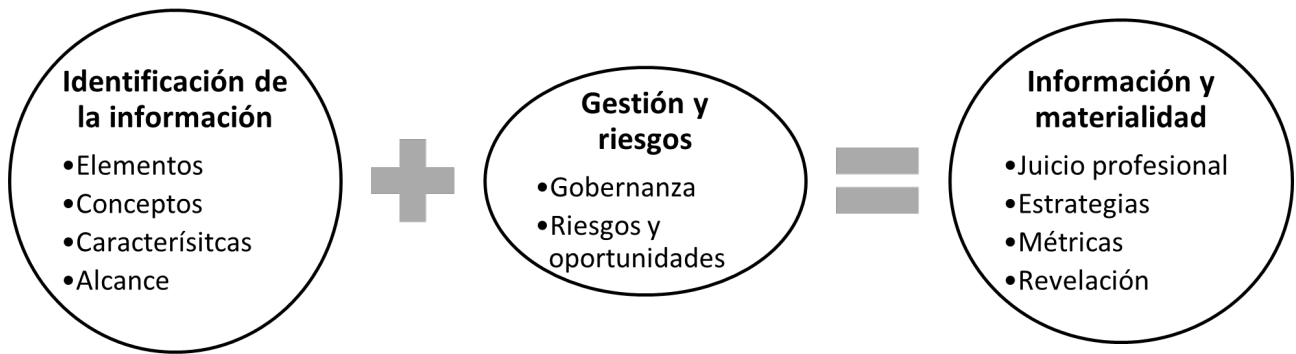 Identificación de
la información
•Elementos
•Conceptos
•Caracterísitcas
•Alcance
Gestión y
riesgos
•Gobernanza
•Riesgos y
oportunidades
Información y
materialidad
•Juicio profesional
•Estrategias
•Métricas
•Revelación